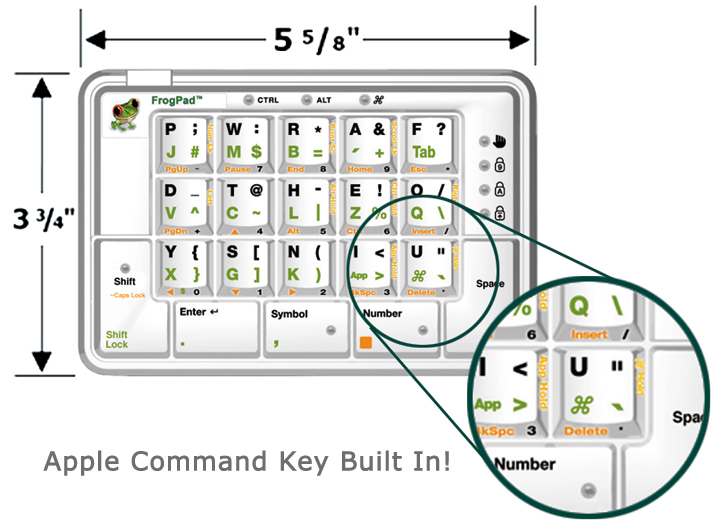 5 5/8"
3 3/4"
FrogPad™ CTRL ALT ⌘
P ; W : R * A & F ?
J # M $ B = ´ + Tab
PgUp - Pause 7 End 8 Home 9 Esc •
D _ T @ H - E ! O /
V ^ C ~ L | Z % Q \
PgDn + ▲ 4 Alt 5 6 Insert /
Y { S [ N ( I < U "
X } G ] K ) App > ⌘ `
◄ $ 0 ▼ 1 ► 2 BkSpc 3 Delete *
Shift
~Caps Lock
Shift
Lock
Enter ↵
.
Symbol
,
Number
Space
% Q \
6 Insert /
I < App Hold U "
App > ⌘ `
kSpc 3 Delete *
Number
Spa
Apple Command Key Built In!